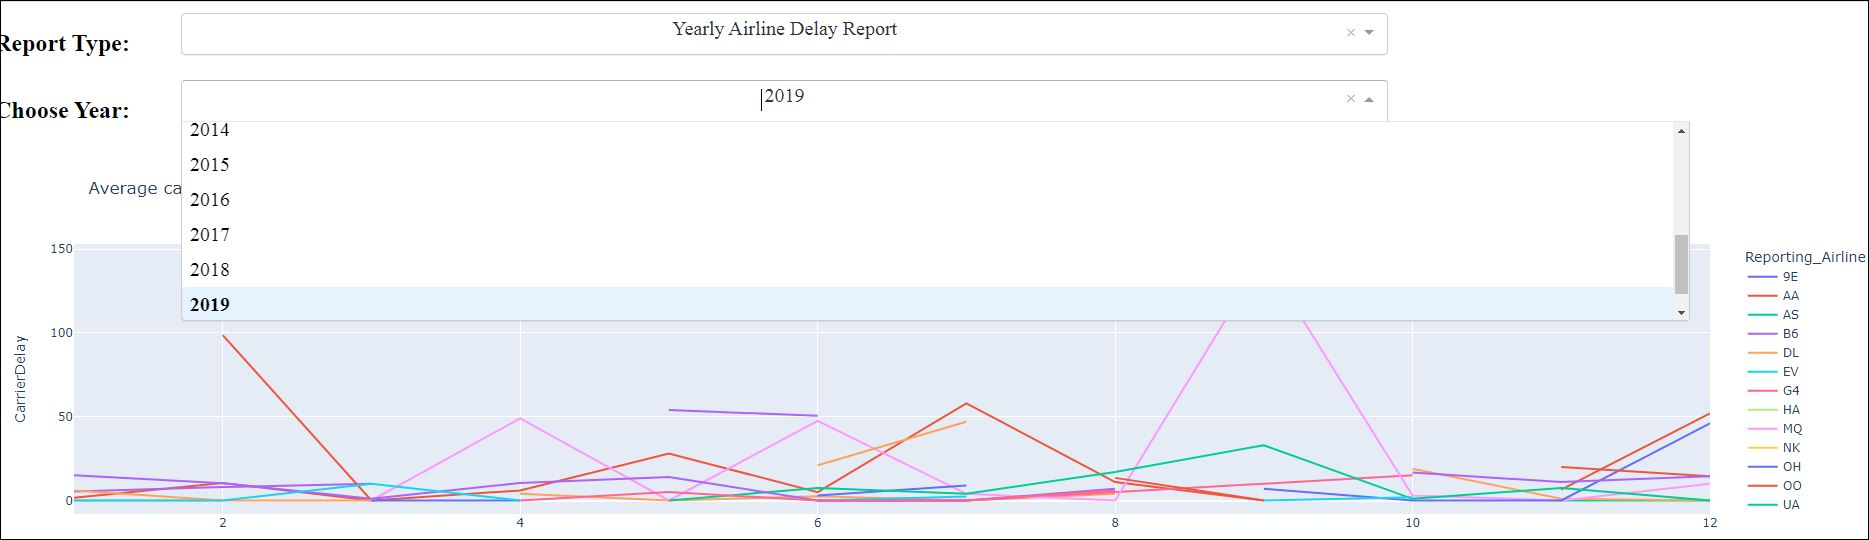 Yearly Airline Delay Report
Report Type:
× 
2019
Choose Year:
×
2014
2015
2016
2017
2018
2019
Average ca
150
100
50
0
CarrierDelay
2
4
6
8
10
12
Reporting_Airline
9E
AA
AS
B6
DL
EV
G4
HA
MQ
NK
OH
OO
UA